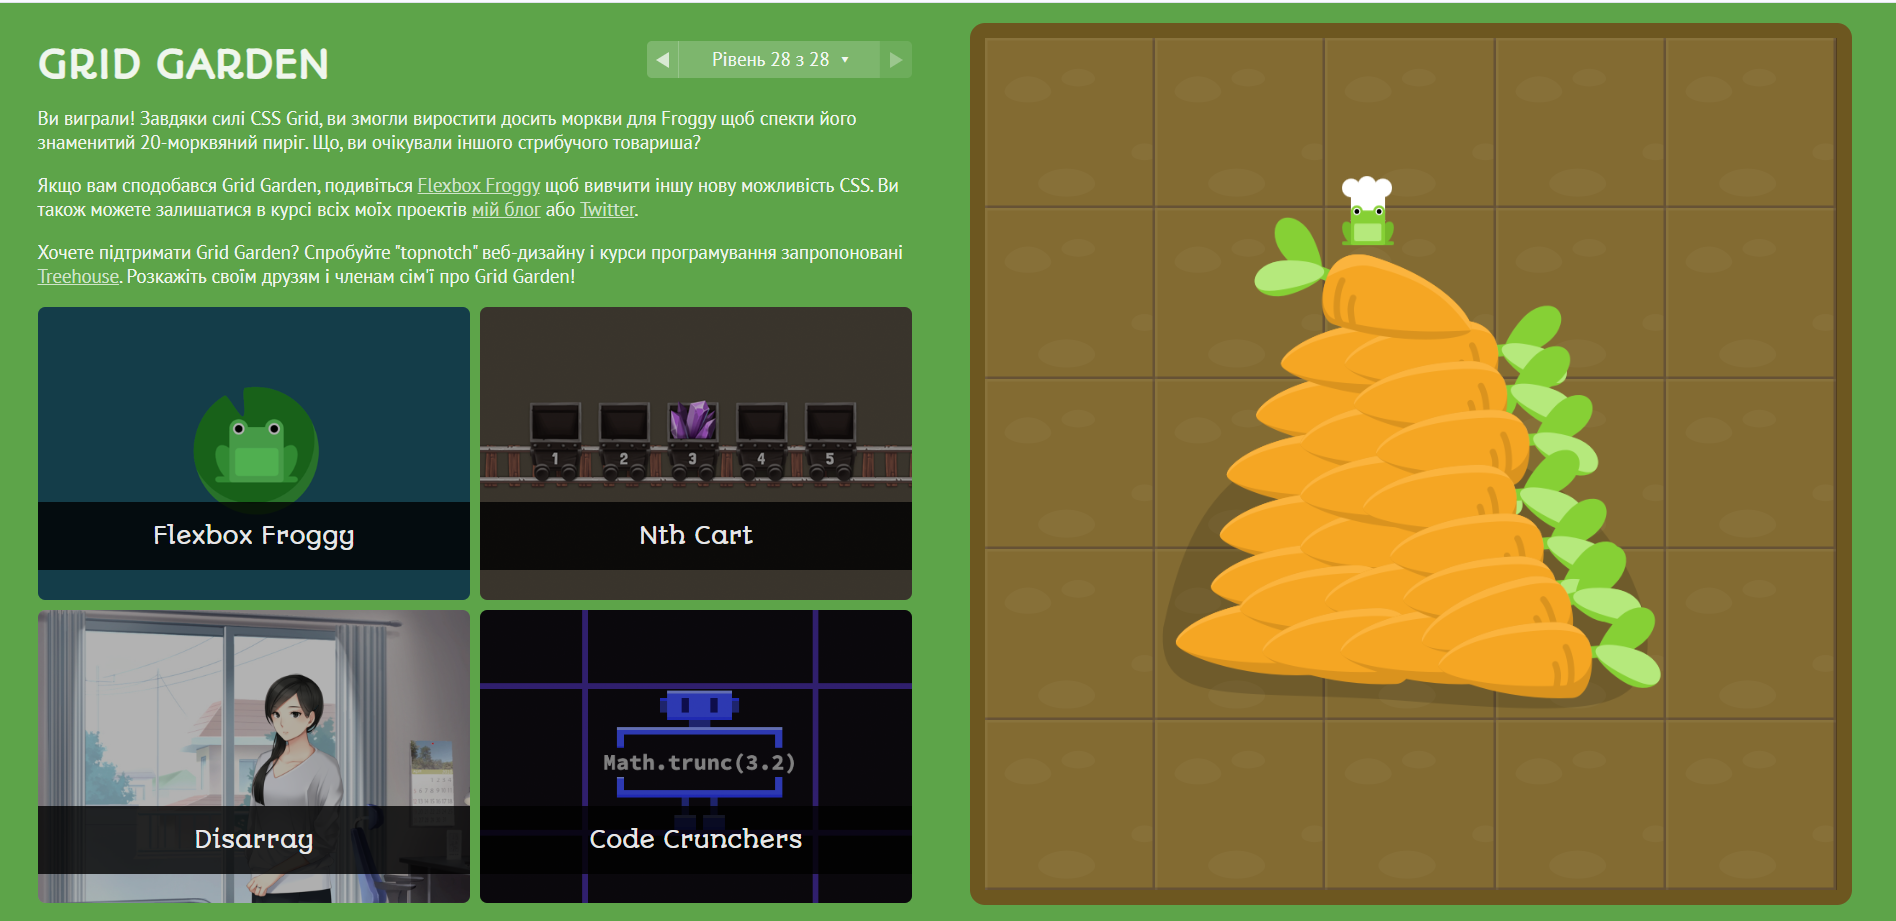 GRID GARDEN
◀ Рівень 28 з 28 ▼ ▶
Ви виграли! Завдяки силі CSS Grid, ви змогли виростити досить моркви для Froggy щоб спекти його
знаменитий 20-морквяний пиріг. Що, ви очікували іншого стрибучого товариша?
Якщо вам сподобався Grid Garden, подивіться Flexbox Froggy щоб вивчити іншу нову можливість CSS. Ви
також можете залишатися в курсі всіх моїх проектів мій блог або Twitter.
Хочете підтримати Grid Garden? Спробуйте "topnotch" веб-дизайну і курси програмування запропоновані
Treehouse. Розкажіть своїм друзям і членам сім'ї про Grid Garden!
1 2 3 4 5
Flexbox Froggy
Nth Cart
Math.trunc(3.2)
Disarray
Code Crunchers